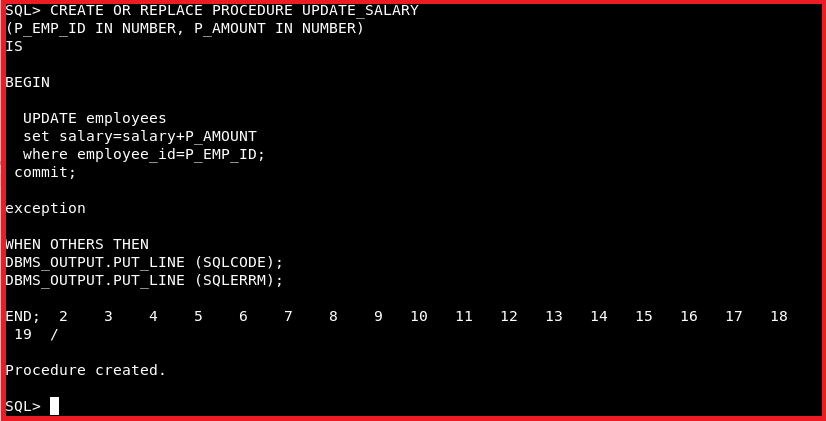 SQL> CREATE OR REPLACE PROCEDURE UPDATE_SALARY
(P_EMP_ID IN NUMBER, P_AMOUNT IN NUMBER)
IS
BEGIN
UPDATE employees
set salary=salary+P_AMOUNT
where employee_id=P_EMP_ID;
commit;
exception
WHEN OTHERS THEN
DBMS_OUTPUT.PUT_LINE (SQLCODE);
DBMS_OUTPUT.PUT_LINE (SQLERRM);
END;  2    3    4    5    6    7    8    9   10   11   12   13   14   15   16   17   18
19  /
Procedure created.
SQL>